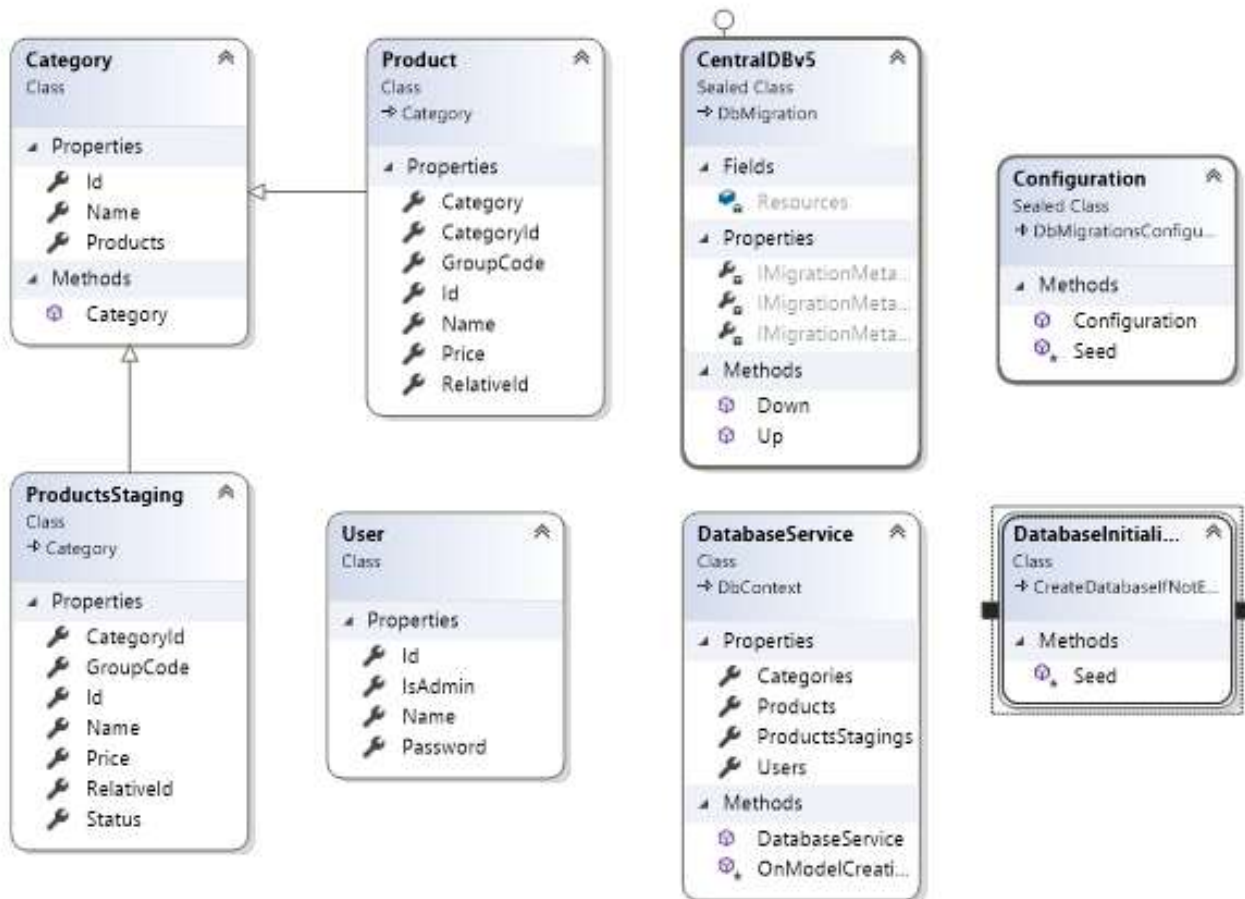 Category
Class
Properties
Id
Name
Products
Methods
Category
Product
Class
Category
Properties
Category
CategoryId
GroupCode
Id
Name
Price
RelativeId
CentralDBv5
Sealed Class
DbMigration
Fields
Resources
Properties
IMigrationMeta...
IMigrationMeta...
IMigrationMeta...
Methods
Down
Up
Configuration
Sealed Class
DbMigrationsConfigu...
Methods
Configuration
Seed
ProductsStaging
Class
Category
Properties
CategoryId
GroupCode
Id
Name
Price
RelativeId
Status
User
Class
Properties
Id
IsAdmin
Name
Password
DatabaseService
Class
DbContext
Properties
Categories
Products
ProductsStagings
Users
Methods
DatabaseService
OnModelCreati...
DatabaseInitiali...
Class
CreateDatabaseIfNotE...
Methods
Seed